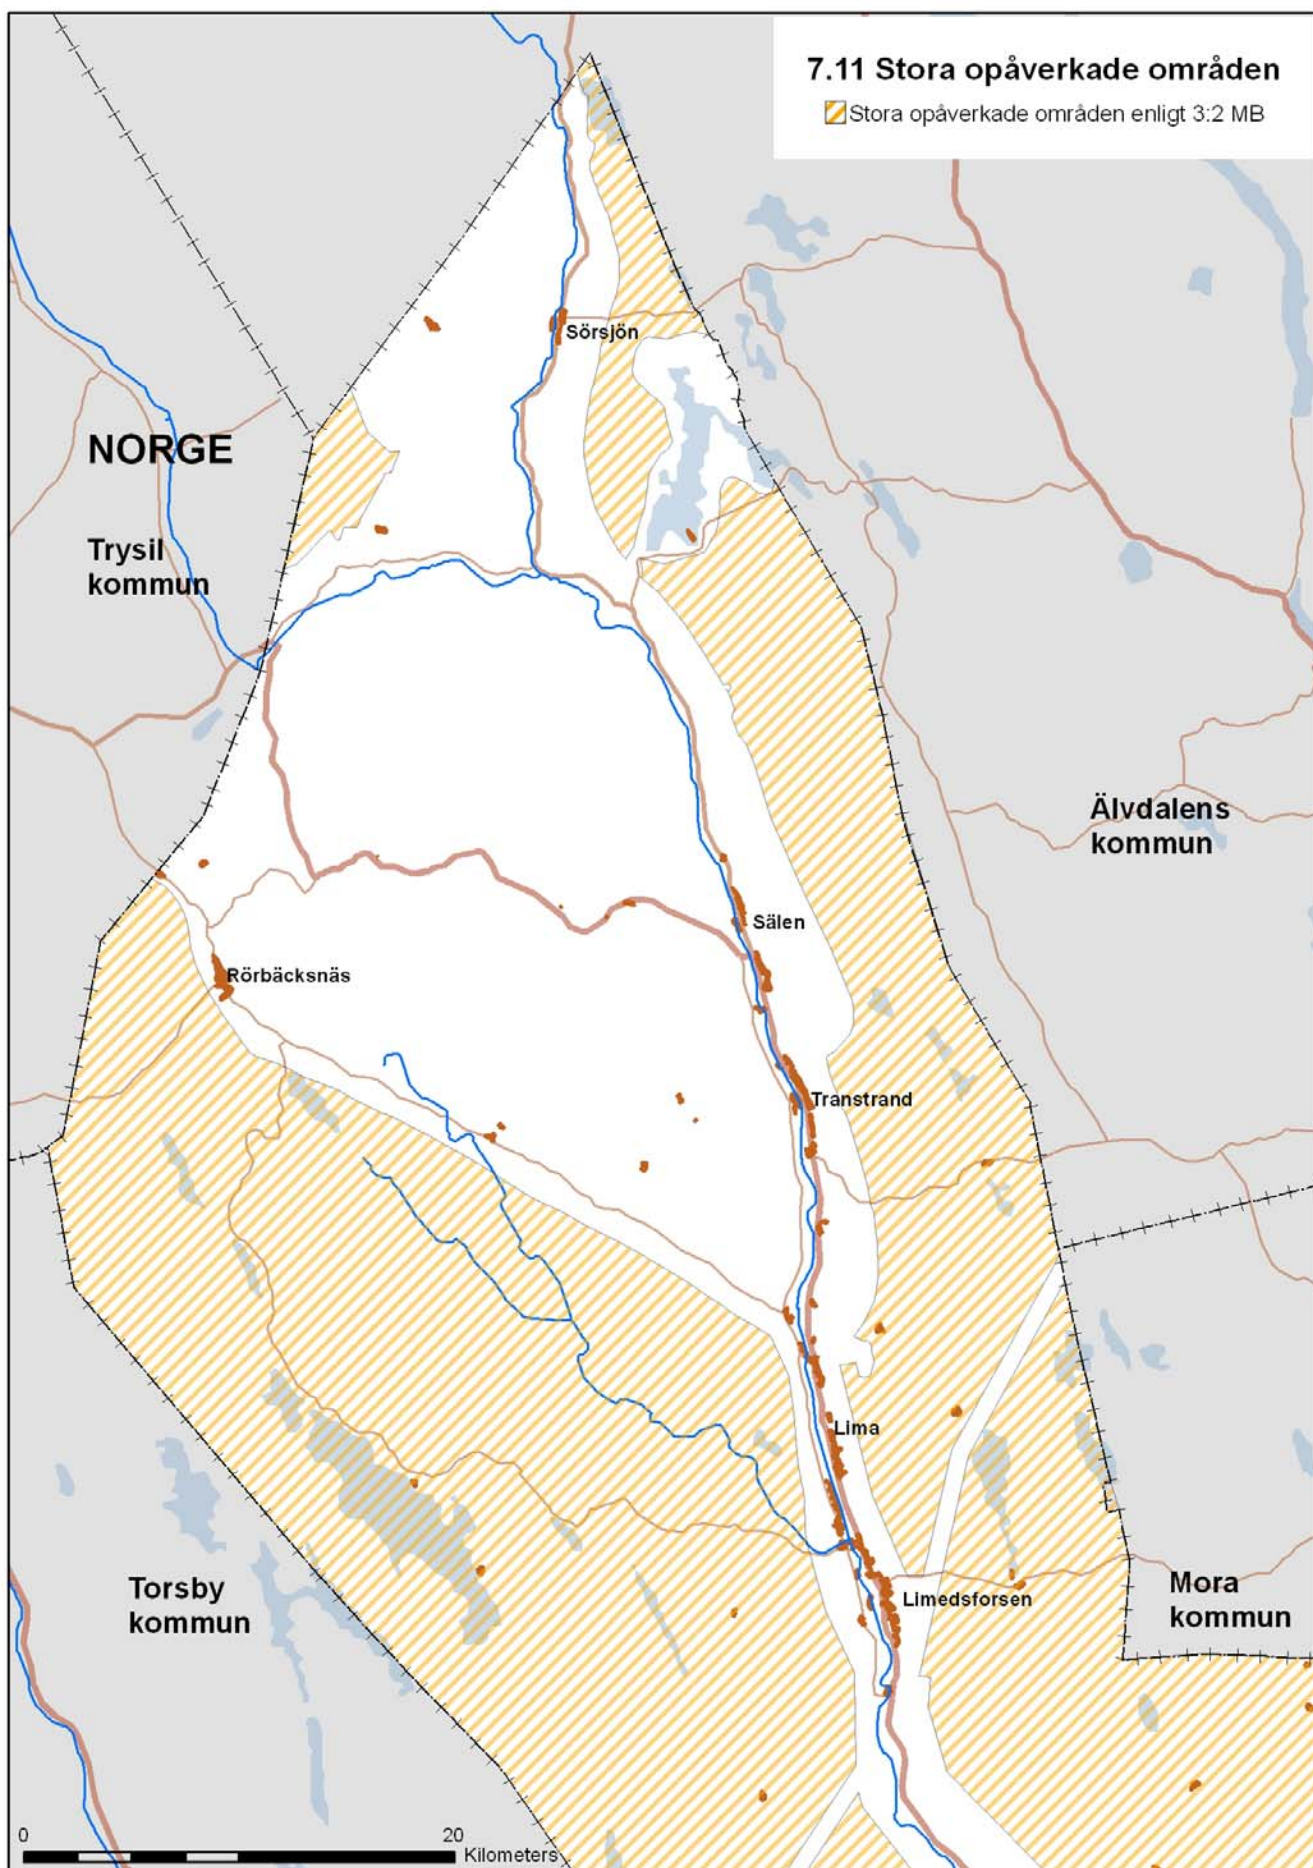 7.11 Stora opåverkade områden
Stora opåverkade områden enligt 3:2 MB
Sörsjön
NORGE
Trysil
kommun
Älvdalens
kommun
Sälen
Rörbäcksnäs
Transtrand
Lima
Torsby
kommun
Limedsforsen
Mora
kommun
0 20
Kilometers